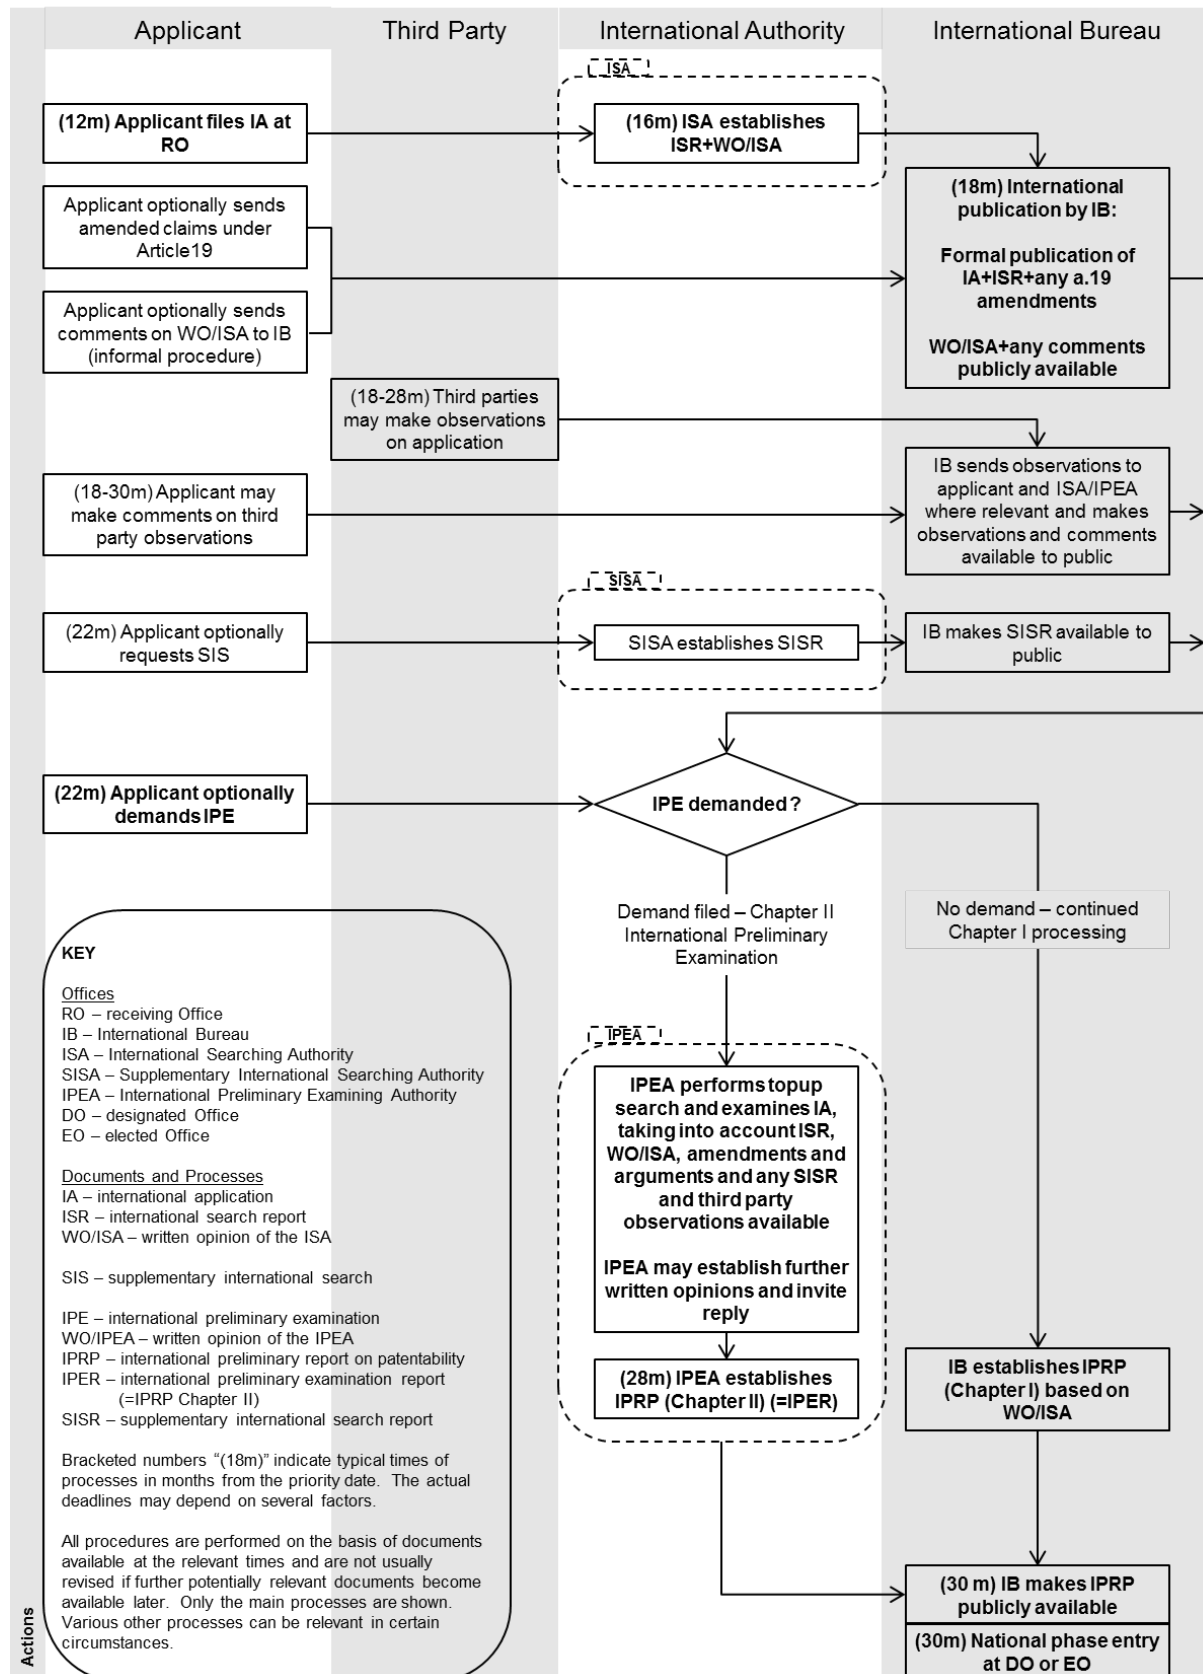 Applicant
Third Party
International Authority
International Bureau
ISA
(12m) Applicant files IA at
RO
(16m) ISA establishes
ISR+WO/ISA
Applicant optionally sends
amended claims under
Article19
Applicant optionally sends
comments on WO/ISA to IB
(informal procedure)
(18m) International
publication by IB:
Formal publication of
IA+ISR+any a.19
amendments
WO/ISA+any comments
publicly available
(18-28m) Third parties
may make observations
on application
(18-30m) Applicant may
make comments on third
party observations
IB sends observations to
applicant and ISA/IPEA
where relevant and makes
observations and comments
available to public
SISA
(22m) Applicant optionally
requests SIS
SISA establishes SISR
IB makes SISR available to
public
(22m) Applicant optionally
demands IPE
IPE demanded?
Demand filed – Chapter II
International Preliminary
Examination
No demand – continued
Chapter I processing
IPEA
IPEA performs topup
search and examines IA,
taking into account ISR,
WO/ISA, amendments and
arguments and any SISR
and third party
observations available
IPEA may establish further
written opinions and invite
reply
(28m) IPEA establishes
IPRP (Chapter II) (=IPER)
IB establishes IPRP
(Chapter I) based on
WO/ISA
(30 m) IB makes IPRP
publicly available
(30m) National phase entry
at DO or EO
KEY
Offices
RO – receiving Office
IB – International Bureau
ISA – International Searching Authority
SISA – Supplementary International Searching Authority
IPEA – International Preliminary Examining Authority
DO – designated Office
EO – elected Office
Documents and Processes
IA – international application
ISR – international search report
WO/ISA – written opinion of the ISA
SIS – supplementary international search
IPE – international preliminary examination
WO/IPEA – written opinion of the IPEA
IPRP – international preliminary report on patentability
IPER – international preliminary examination report
(=IPRP Chapter II)
SISR – supplementary international search report
Bracketed numbers “(18m)” indicate typical times of
processes in months from the priority date. The actual
deadlines may depend on several factors.
All procedures are performed on the basis of documents
available at the relevant times and are not usually
revised if further potentially relevant documents become
available later. Only the main processes are shown.
Various other processes can be relevant in certain
circumstances.
Actions